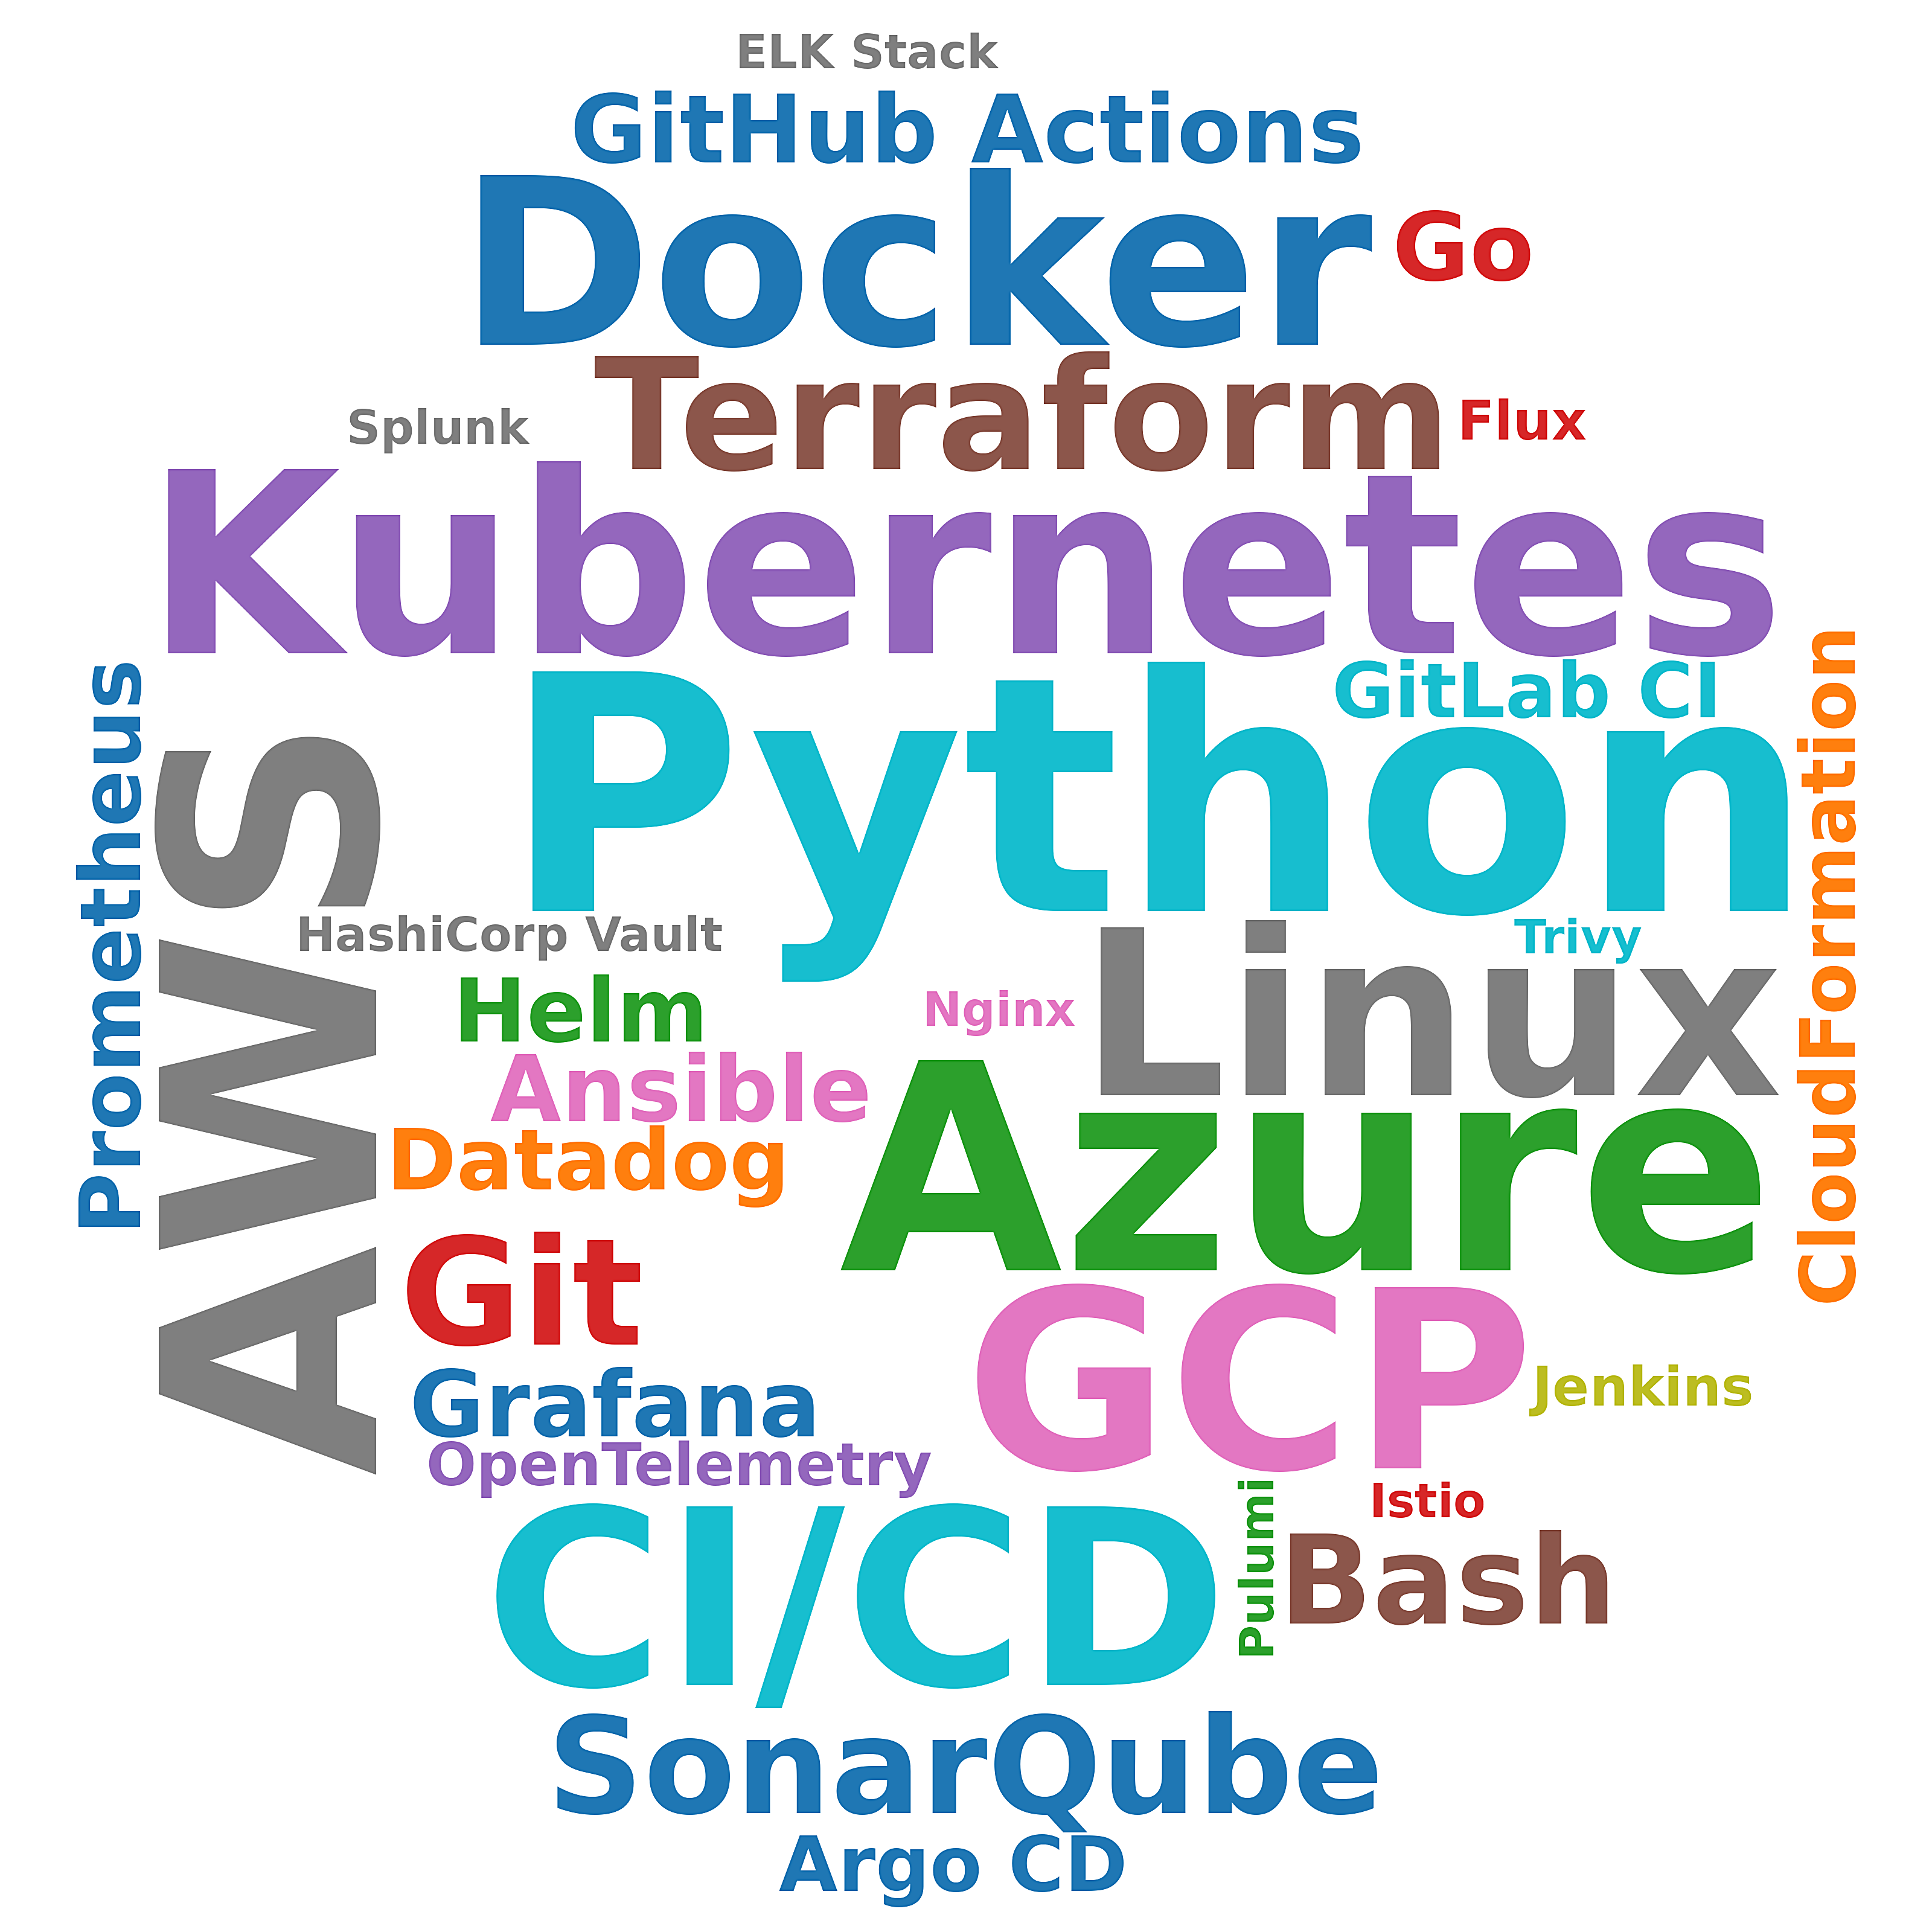 ELK Stack
GitHub Actions
Docker
Go
Terraform
Splunk
Flux
Kubernetes
Prometheus
AWS
Python
GitLab CI
CloudFormation
HashiCorp Vault
Trivy
Linux
Helm
Nginx
Ansible
Azure
Datadog
Git
GCP
Grafana
Jenkins
OpenTelemetry
CI/CD
Pulumi
Istio
Bash
SonarQube
Argo CD